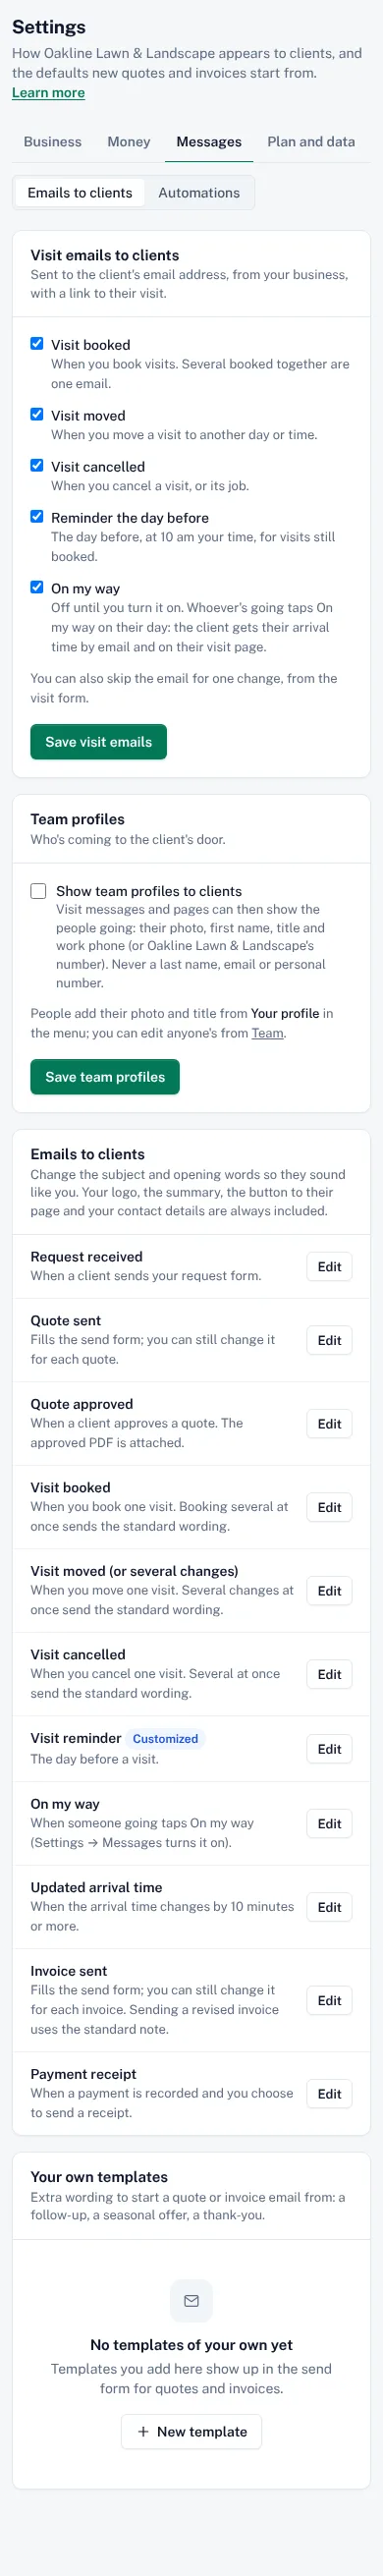 Settings
How Oakline Lawn & Landscape appears to clients, and
the defaults new quotes and invoices start from.
Learn more
Business Money Messages Plan and data
Emails to clients Automations
Visit emails to clients
Sent to the client's email address, from your business,
with a link to their visit.
Visit booked
When you book visits. Several booked together are
one email.
Visit moved
When you move a visit to another day or time.
Visit cancelled
When you cancel a visit, or its job.
Reminder the day before
The day before, at 10 am your time, for visits still
booked.
On my way
Off until you turn it on. Whoever's going taps On
my way on their day: the client gets their arrival
time by email and on their visit page.
You can also skip the email for one change, from the
visit form.
Save visit emails
Team profiles
Who's coming to the client's door.
Show team profiles to clients
Visit messages and pages can then show the
people going: their photo, first name, title and
work phone (or Oakline Lawn & Landscape's
number). Never a last name, email or personal
number.
People add their photo and title from Your profile in
the menu; you can edit anyone's from Team.
Save team profiles
Emails to clients
Change the subject and opening words so they sound
like you. Your logo, the summary, the button to their
page and your contact details are always included.
Request received
When a client sends your request form.
Edit
Quote sent
Fills the send form; you can still change it
for each quote.
Edit
Quote approved
When a client approves a quote. The
approved PDF is attached.
Edit
Visit booked
When you book one visit. Booking several at
once sends the standard wording.
Edit
Visit moved (or several changes)
When you move one visit. Several changes at
once send the standard wording.
Edit
Visit cancelled
When you cancel one visit. Several at once
send the standard wording.
Edit
Visit reminder Customized
The day before a visit.
Edit
On my way
When someone going taps On my way
(Settings → Messages turns it on).
Edit
Updated arrival time
When the arrival time changes by 10 minutes
or more.
Edit
Invoice sent
Fills the send form; you can still change it
for each invoice. Sending a revised invoice
uses the standard note.
Edit
Payment receipt
When a payment is recorded and you choose
to send a receipt.
Edit
Your own templates
Extra wording to start a quote or invoice email from: a
follow-up, a seasonal offer, a thank-you.
No templates of your own yet
Templates you add here show up in the send
form for quotes and invoices.
+ New template